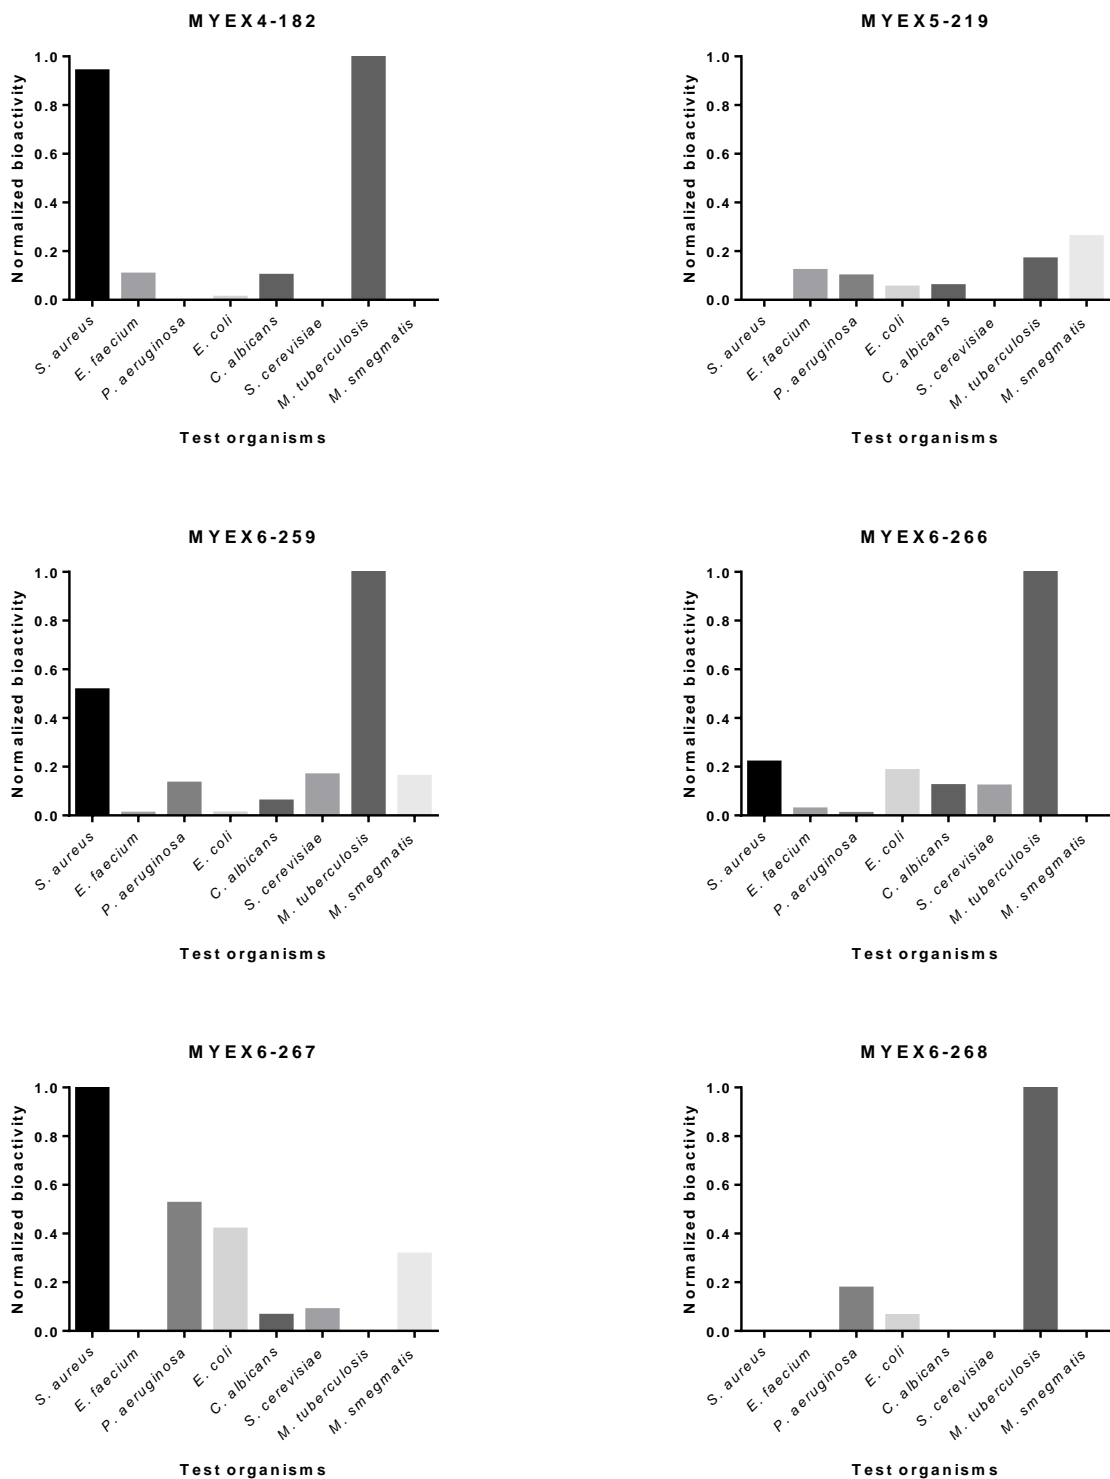 MYEX4-182
Normalized bioactivity
1.0
0.8
0.6
0.4
0.2
0.0
S. aureus
E. faecium
P. aeruginosa
E. coli
C. albicans
S. cerevisiae
M. tuberculosis
M. smegmatis
Test organisms
MYEX5-219
Normalized bioactivity
1.0
0.8
0.6
0.4
0.2
0.0
S. aureus
E. faecium
P. aeruginosa
E. coli
C. albicans
S. cerevisiae
M. tuberculosis
M. smegmatis
Test organisms
MYEX6-259
Normalized bioactivity
1.0
0.8
0.6
0.4
0.2
0.0
S. aureus
E. faecium
P. aeruginosa
E. coli
C. albicans
S. cerevisiae
M. tuberculosis
M. smegmatis
Test organisms
MYEX6-266
Normalized bioactivity
1.0
0.8
0.6
0.4
0.2
0.0
S. aureus
E. faecium
P. aeruginosa
E. coli
C. albicans
S. cerevisiae
M. tuberculosis
M. smegmatis
Test organisms
MYEX6-267
Normalized bioactivity
1.0
0.8
0.6
0.4
0.2
0.0
S. aureus
E. faecium
P. aeruginosa
E. coli
C. albicans
S. cerevisiae
M. tuberculosis
M. smegmatis
Test organisms
MYEX6-268
Normalized bioactivity
1.0
0.8
0.6
0.4
0.2
0.0
S. aureus
E. faecium
P. aeruginosa
E. coli
C. albicans
S. cerevisiae
M. tuberculosis
M. smegmatis
Test organisms